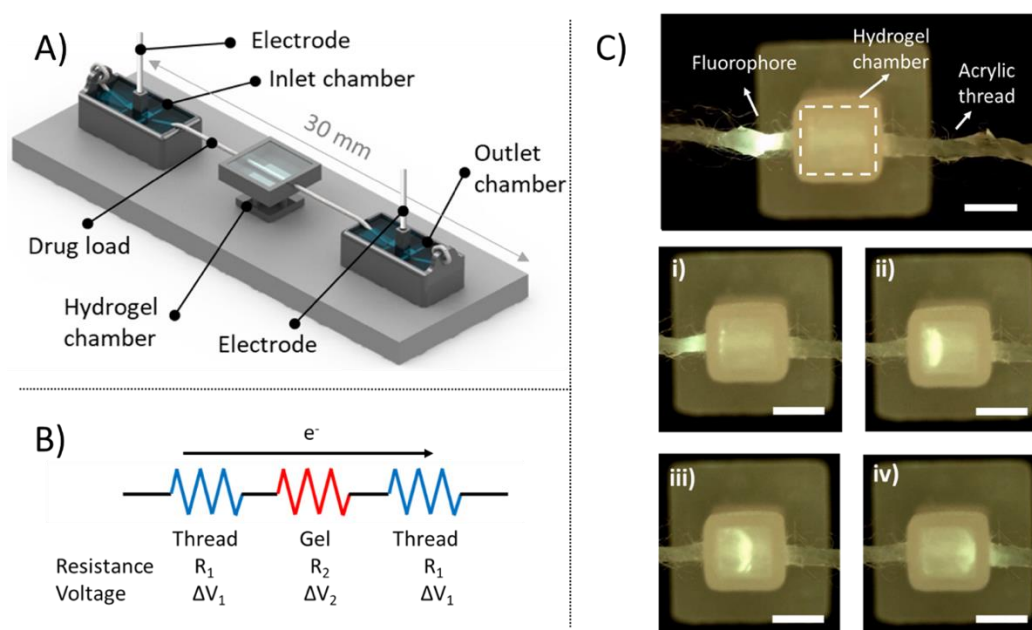 A)
Electrode
Inlet chamber
30 mm
Outlet
chamber
Drug load
Hydrogel
chamber
Electrode
B)
e-
Thread Gel Thread
Resistance R1 R2 R1
Voltage ΔV1 ΔV2 ΔV1
C)
Fluorophore
Hydrogel
chamber
Acrylic
thread
i)
ii)
iii)
iv)